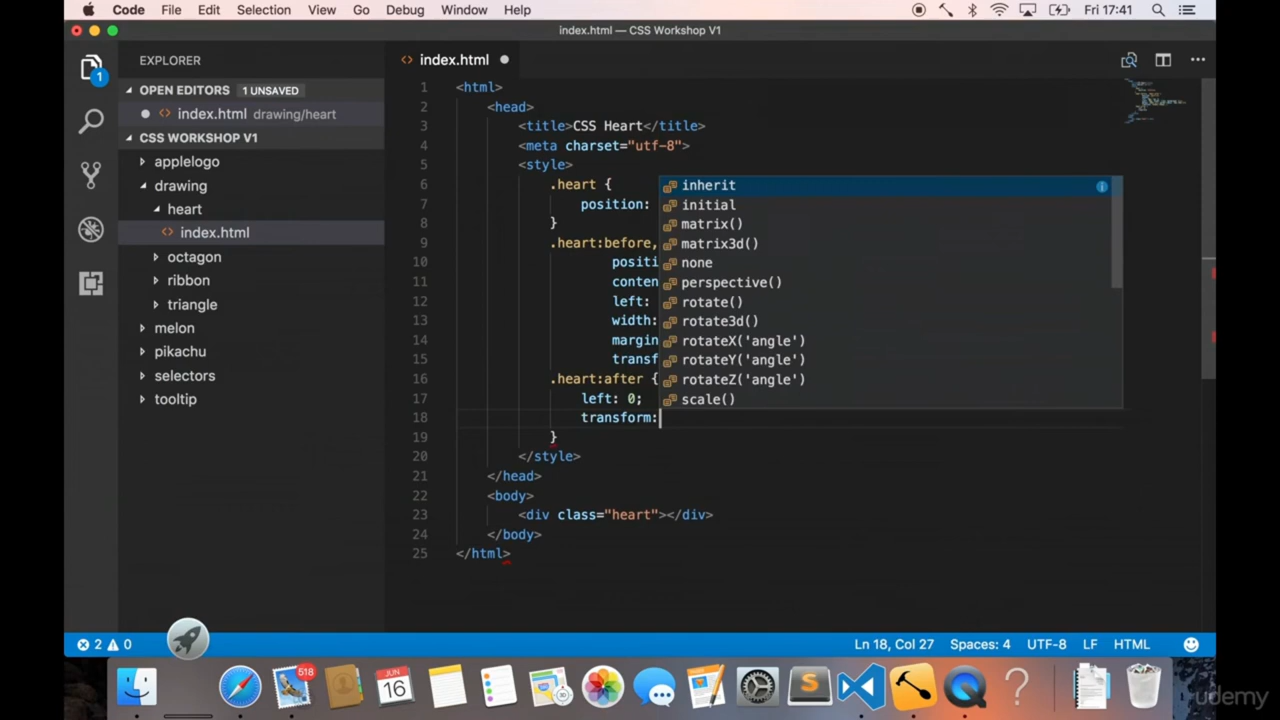 Code File Edit Selection View Go Debug Window Help Fri 17:41
index.html — CSS Workshop V1
EXPLORER
1
OPEN EDITORS 1 UNSAVED
index.html drawing/heart
CSS WORKSHOP V1
applelogo
drawing
heart
index.html
octagon
ribbon
triangle
melon
pikachu
selectors
tooltip
index.html
1 <html>
2 <head>
3 <title>CSS Heart</title>
4 <meta charset="utf-8">
5 <style>
6 .heart {
7 position:
8 }
9 .heart:before,
10 positi
11 conten
12 left:
13 width:
14 margin
15 transf
16 .heart:after {
17 left: 0;
18 transform:
19 }
20 </style>
21 </head>
22 <body>
23 <div class="heart"></div>
24 </body>
25 </html>
inherit
initial
matrix()
matrix3d()
none
perspective()
rotate()
rotate3d()
rotateX('angle')
rotateY('angle')
rotateZ('angle')
scale()
2 0 Ln 18, Col 27 Spaces: 4 UTF-8 LF HTML
518
JUN
16
3D
udemy